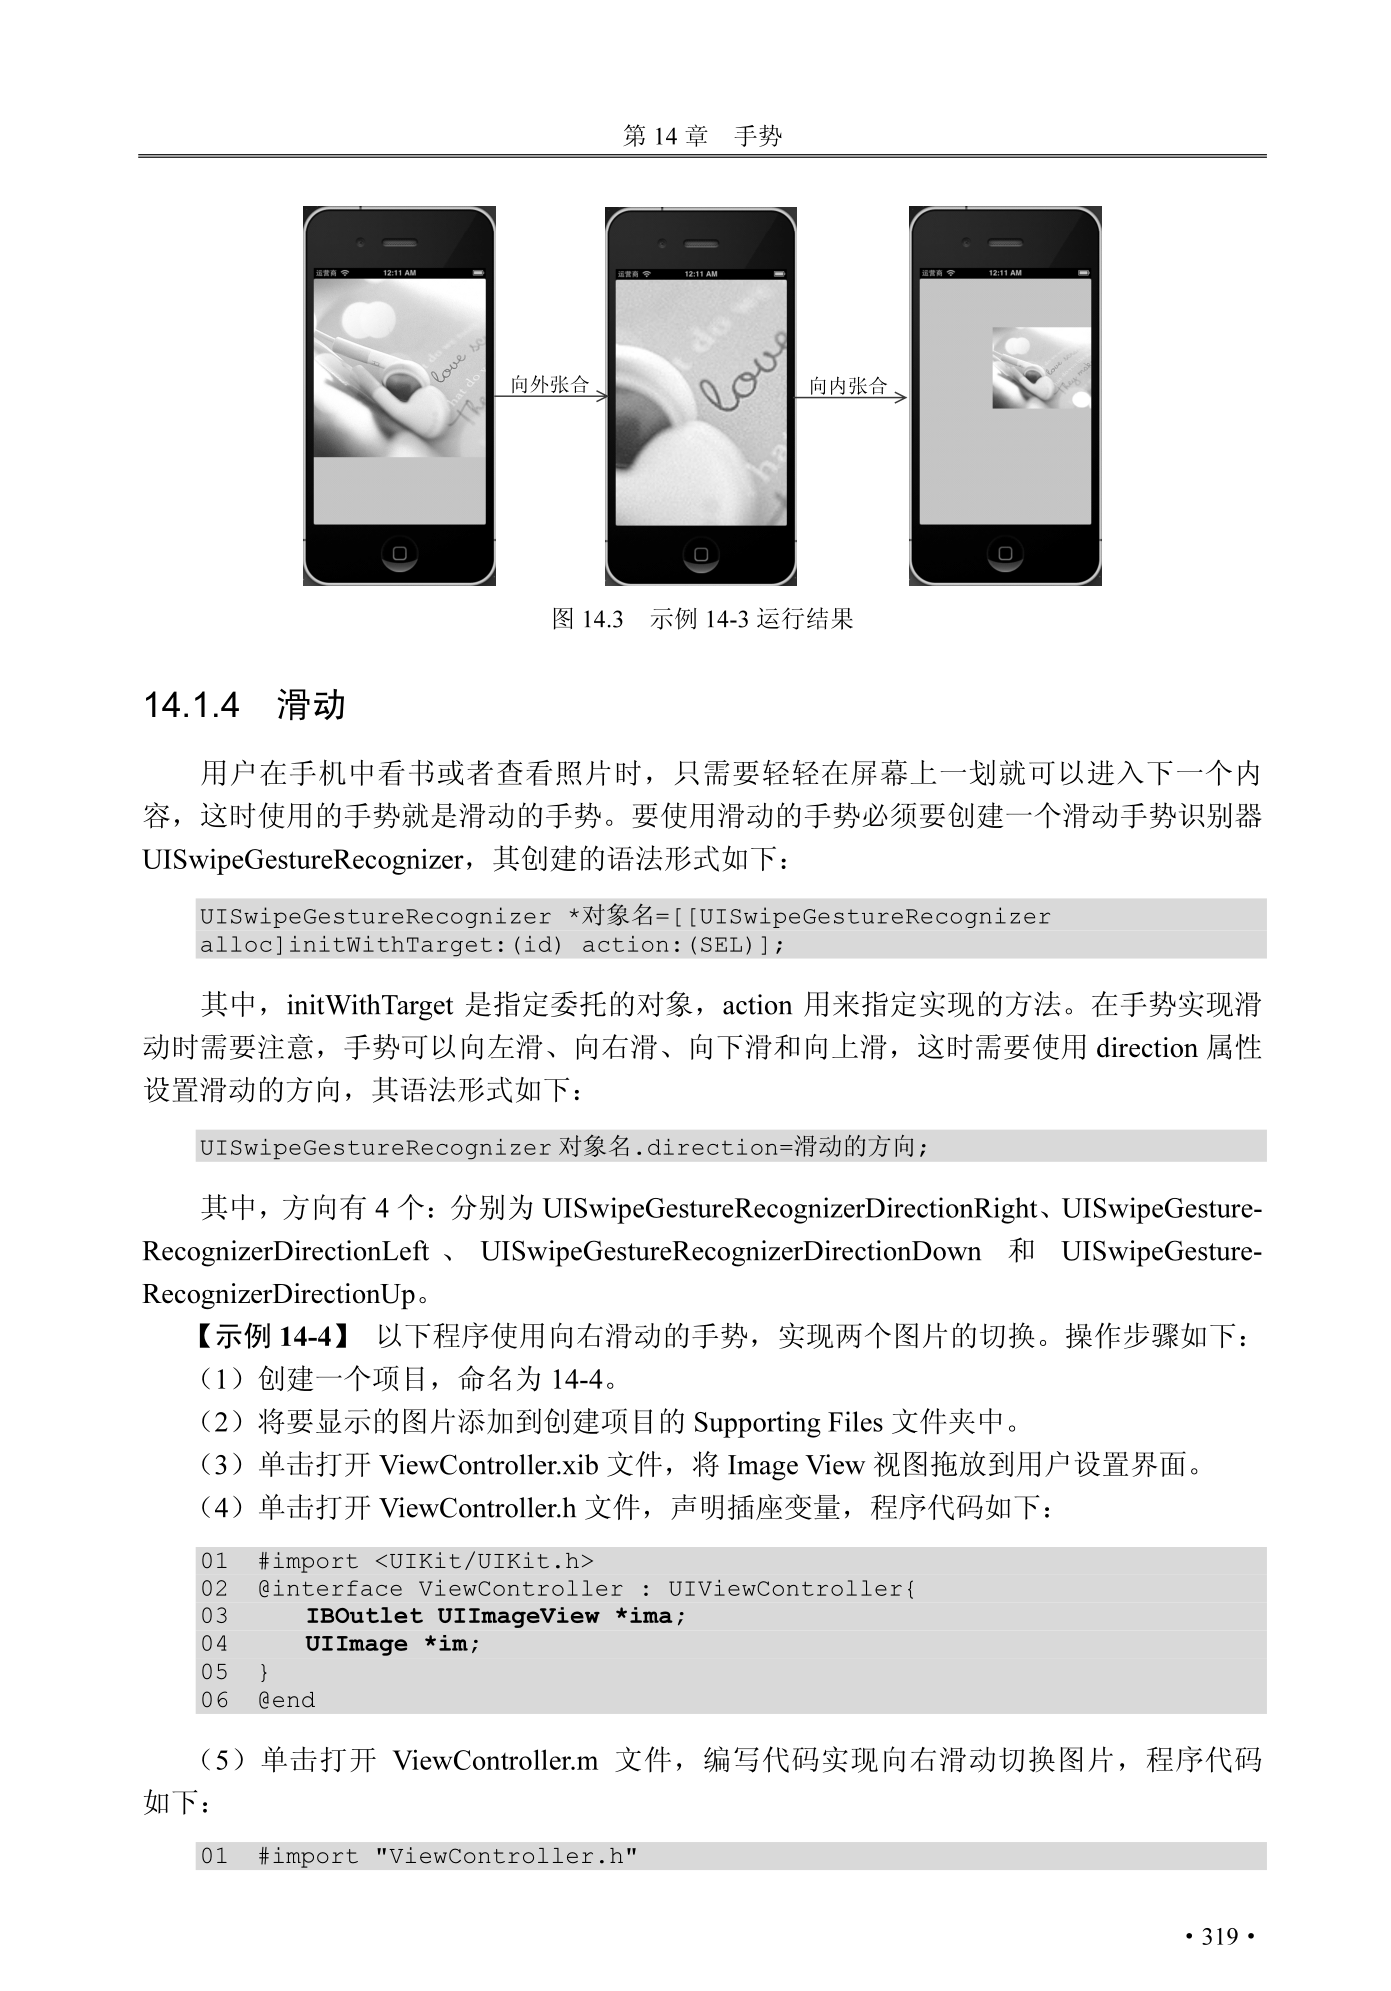 第 14 章　手势
运营商 12:11 AM
运营商 12:11 AM
运营商 12:11 AM
love
love
向外张合
向内张合
图 14.3　示例 14-3 运行结果
14.1.4　滑动
用户在手机中看书或者查看照片时，只需要轻轻在屏幕上一划就可以进入下一个内
容，这时使用的手势就是滑动的手势。要使用滑动的手势必须要创建一个滑动手势识别器
UISwipeGestureRecognizer，其创建的语法形式如下：
UISwipeGestureRecognizer *对象名=[[UISwipeGestureRecognizer
alloc]initWithTarget:(id) action:(SEL)];
其中，initWithTarget 是指定委托的对象，action 用来指定实现的方法。在手势实现滑
动时需要注意，手势可以向左滑、向右滑、向下滑和向上滑，这时需要使用 direction 属性
设置滑动的方向，其语法形式如下：
UISwipeGestureRecognizer 对象名.direction=滑动的方向;
其中，方向有 4 个：分别为 UISwipeGestureRecognizerDirectionRight、UISwipeGesture-
RecognizerDirectionLeft 、 UISwipeGestureRecognizerDirectionDown 和 UISwipeGesture-
RecognizerDirectionUp。
【示例 14-4】 以下程序使用向右滑动的手势，实现两个图片的切换。操作步骤如下：
（1）创建一个项目，命名为 14-4。
（2）将要显示的图片添加到创建项目的 Supporting Files 文件夹中。
（3）单击打开 ViewController.xib 文件，将 Image View 视图拖放到用户设置界面。
（4）单击打开 ViewController.h 文件，声明插座变量，程序代码如下：
01 #import <UIKit/UIKit.h>
02 @interface ViewController : UIViewController{
03 IBOutlet UIImageView *ima;
04 UIImage *im;
05 }
06 @end
（5）单击打开 ViewController.m 文件，编写代码实现向右滑动切换图片，程序代码
如下：
01 #import "ViewController.h"
• 319 •